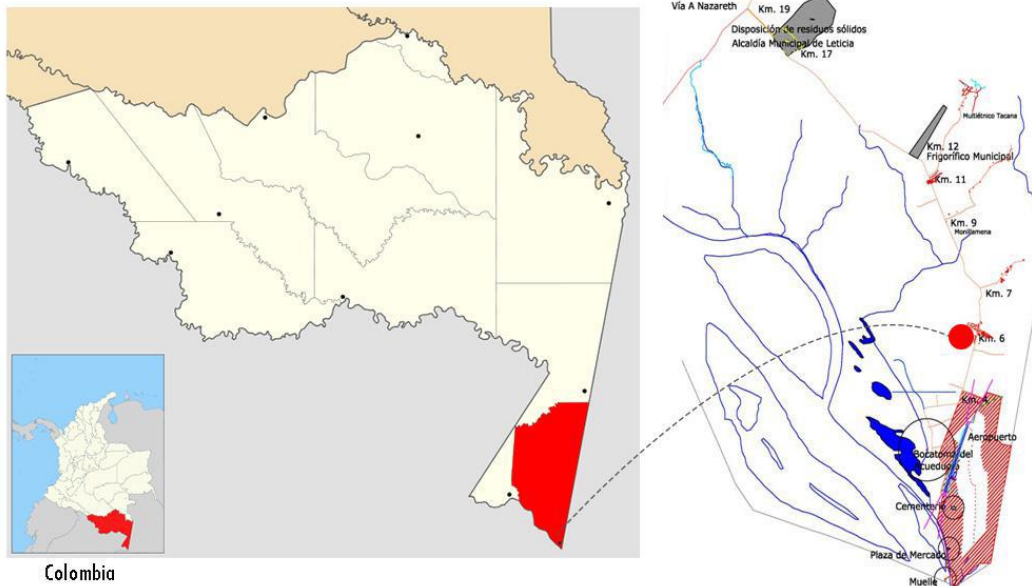 Vía A Nazareth
Km. 19
Disposición de residuos sólidos
Alcaldía Municipal de Leticia
Km. 17
Multiétnico Tacana
Km. 12
Frigorífico Municipal
Km. 11
Km. 9
Monillamena
Km. 7
Km. 6
Km. 4
Aeropuerto
Bocatoma del
Acueducto
Cementerio
Plaza de Mercado
Muelle
Colombia